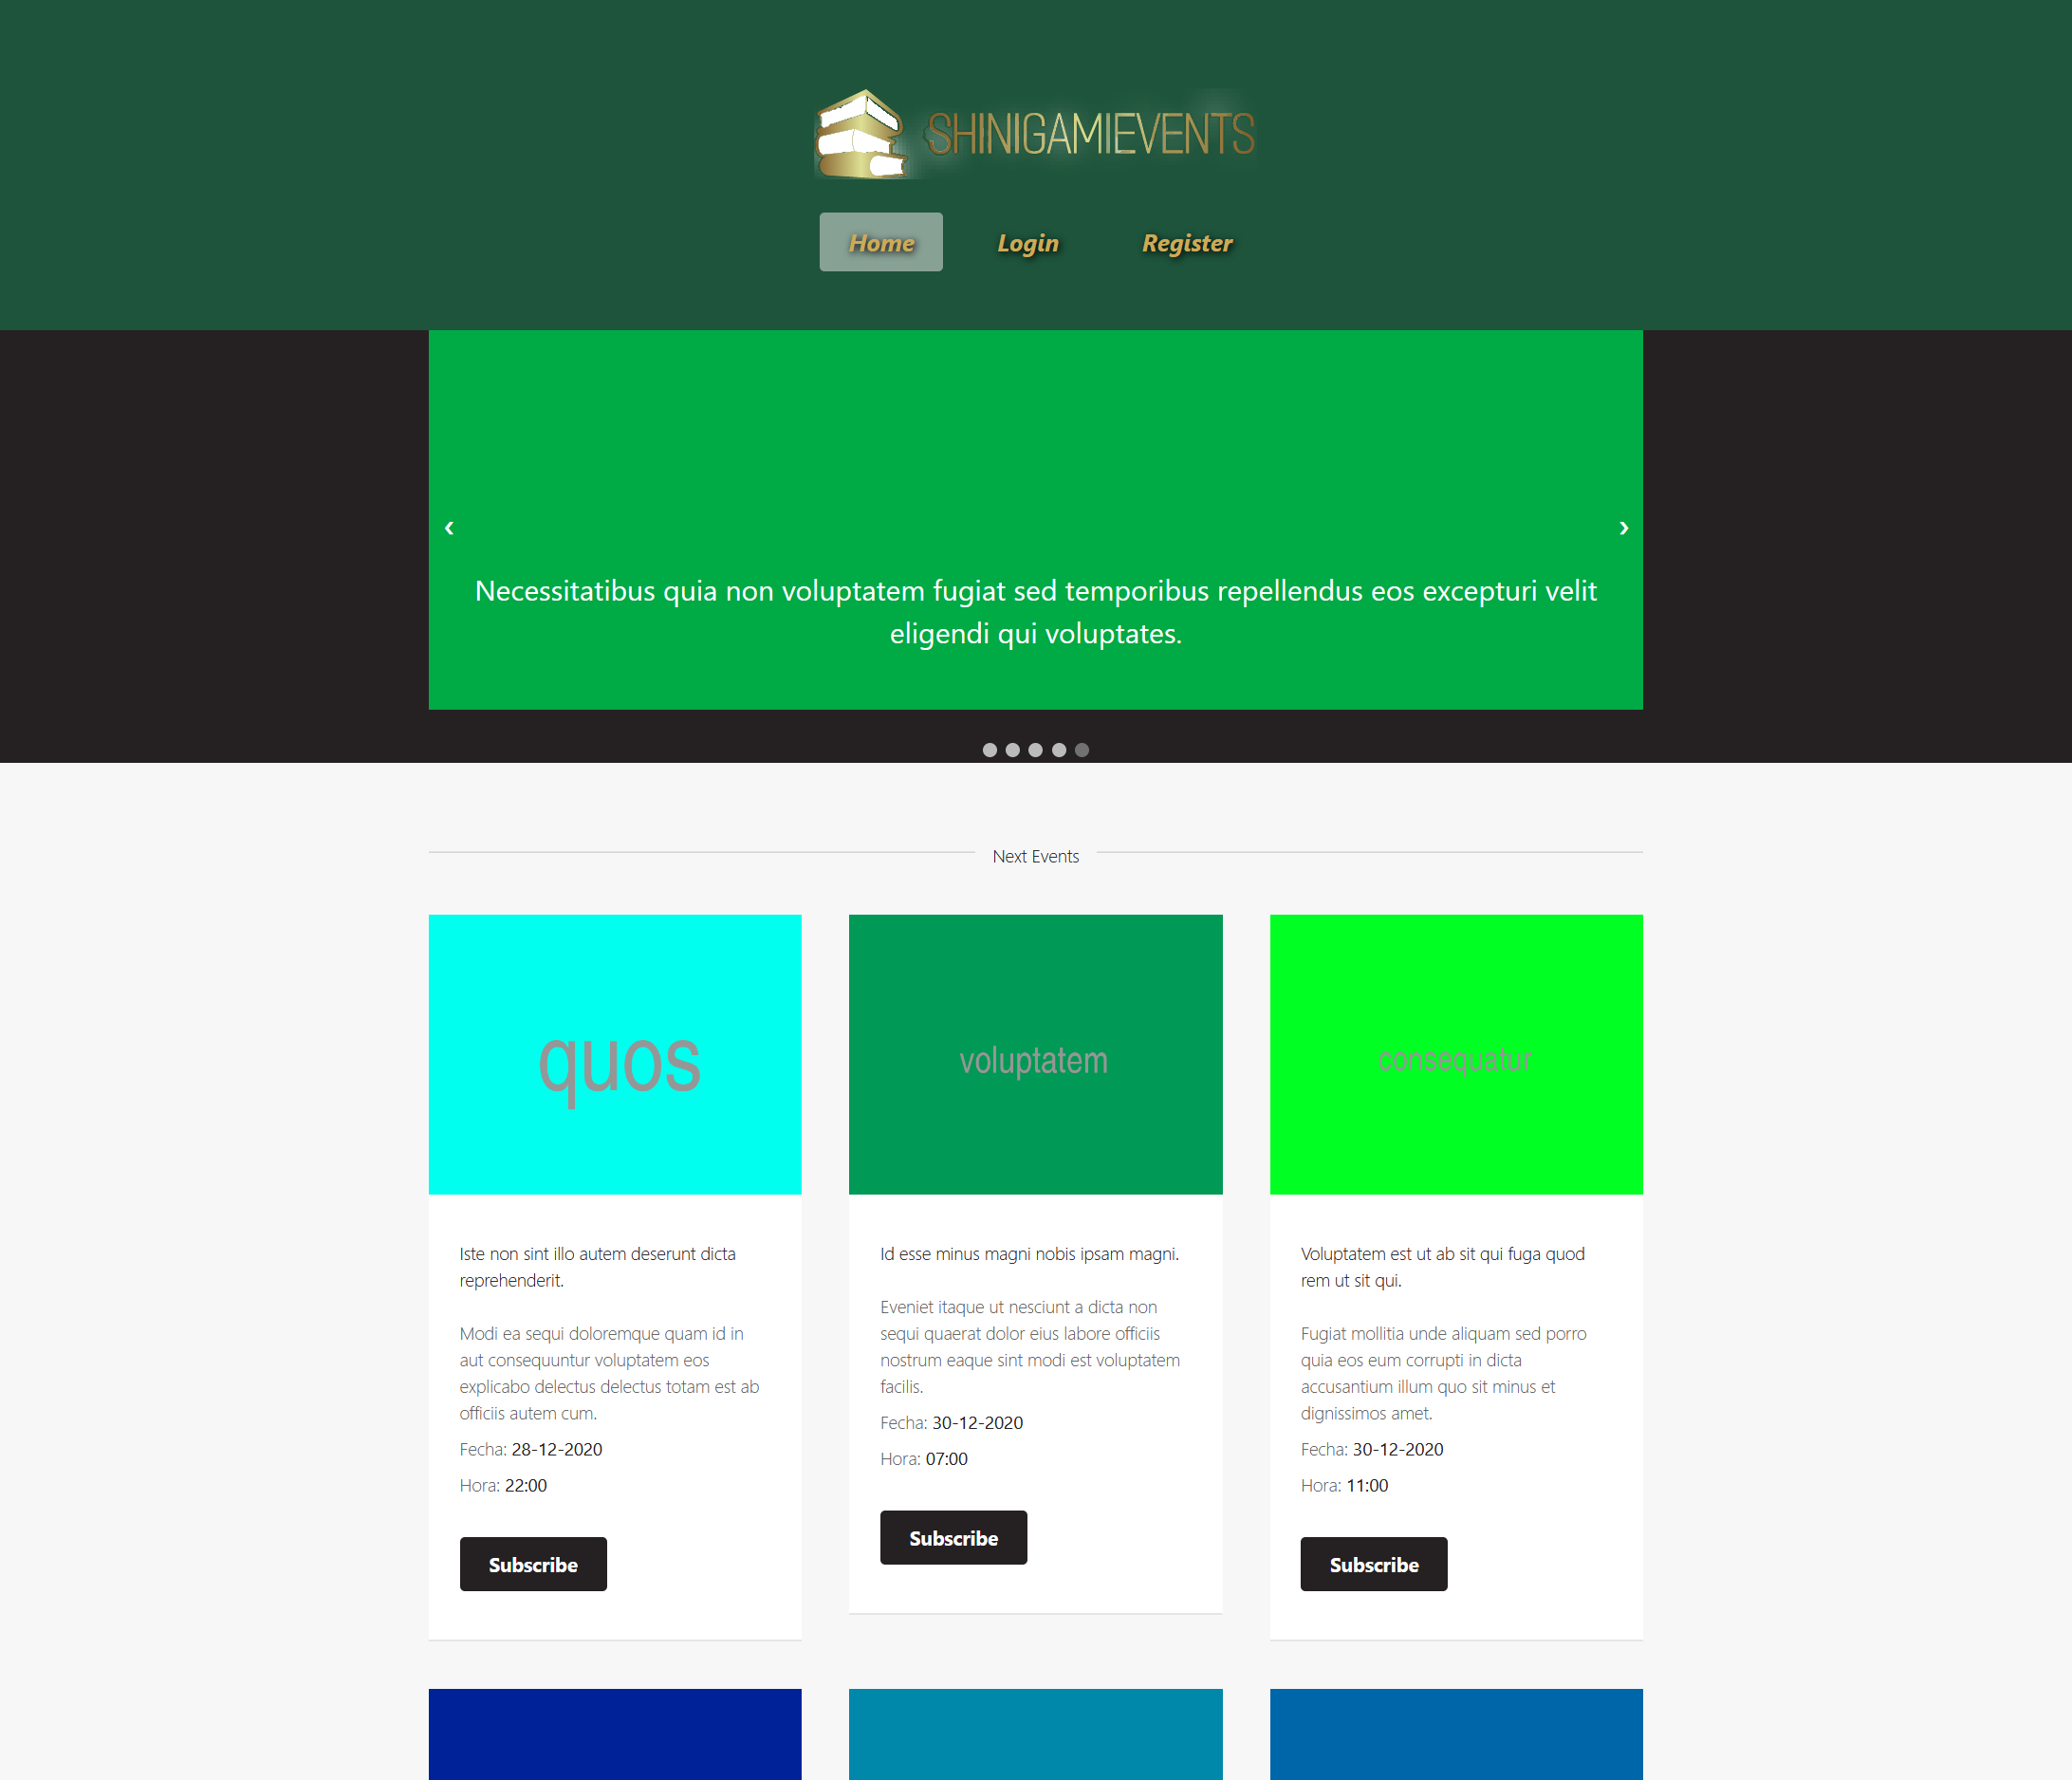 SHINIGAMIEVENTS
Home Login Register
‹ ›
Necessitatibus quia non voluptatem fugiat sed temporibus repellendus eos excepturi velit
eligendi qui voluptates.
Next Events
quos
Iste non sint illo autem deserunt dicta
reprehenderit.
Modi ea sequi doloremque quam id in
aut consequuntur voluptatem eos
explicabo delectus delectus totam est ab
officiis autem cum.
Fecha: 28-12-2020
Hora: 22:00
Subscribe
voluptatem
Id esse minus magni nobis ipsam magni.
Eveniet itaque ut nesciunt a dicta non
sequi quaerat dolor eius labore officiis
nostrum eaque sint modi est voluptatem
facilis.
Fecha: 30-12-2020
Hora: 07:00
Subscribe
consequatur
Voluptatem est ut ab sit qui fuga quod
rem ut sit qui.
Fugiat mollitia unde aliquam sed porro
quia eos eum corrupti in dicta
accusantium illum quo sit minus et
dignissimos amet.
Fecha: 30-12-2020
Hora: 11:00
Subscribe